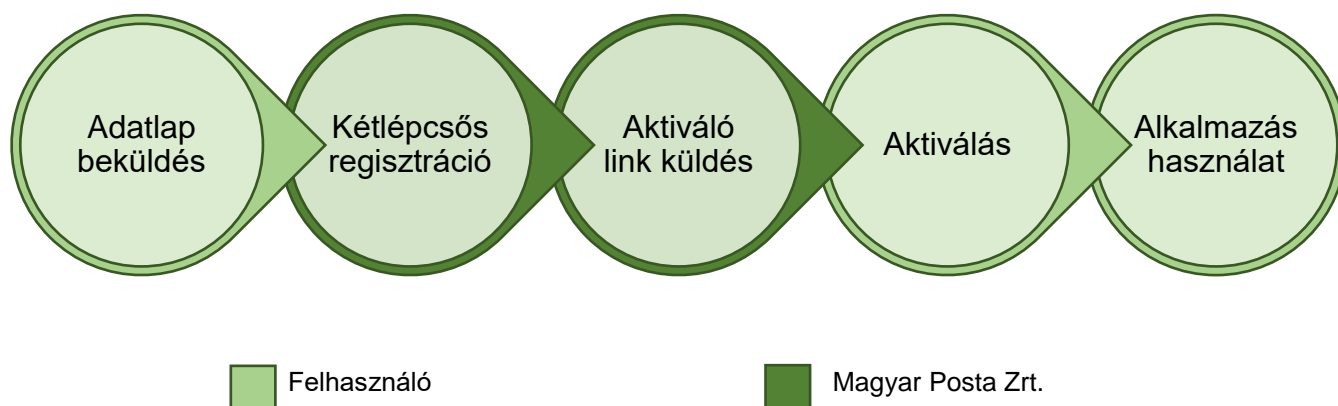 Adatlap
beküldés
Kétlépcsős
regisztráció
Aktiváló
link küldés
Aktiválás
Alkalmazás
használat
Felhasználó
Magyar Posta Zrt.